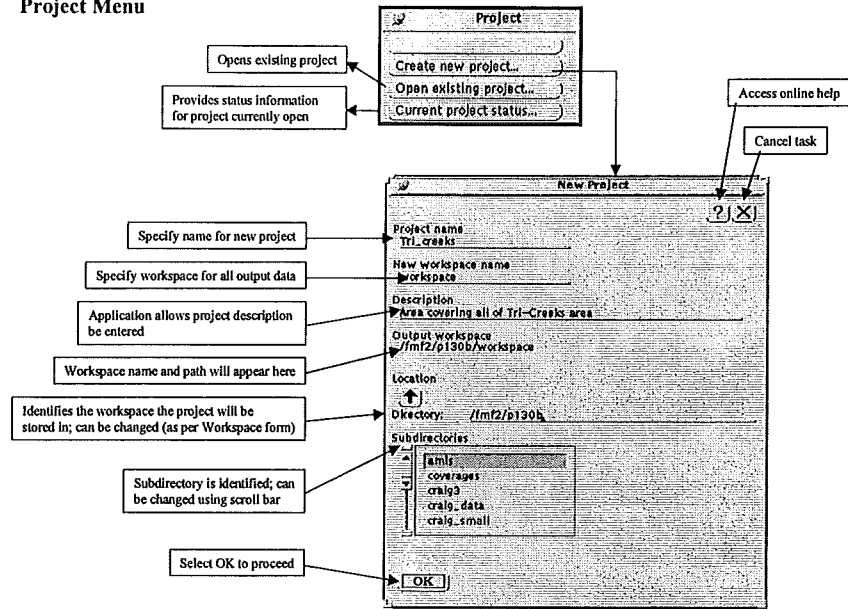 Project Menu
Project
Create new project...
Open existing project...
Current project status...
Opens existing project
Provides status information
for project currently open
Access online help
Cancel task
New Project
?
X
Specify name for new project
Project name
Tri_creeks
Specify workspace for all output data
New workspace name
workspace
Application allows project description
be entered
Description
Area covering all of Tri-Creeks area
Workspace name and path will appear here
Output workspace
/fmf2/p130b/workspace
Location
Identifies the workspace the project will be
stored in; can be changed (as per Workspace form)
Directory: /fmf2/p130b
Subdirectories
Subdirectory is identified; can
be changed using scroll bar
amls
coverages
craig3
craig_data
craig_small
Select OK to proceed
OK